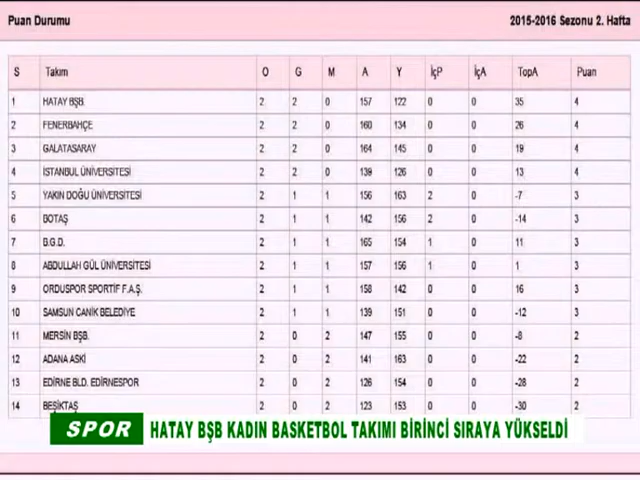 Puan Durumu 2015-2016 Sezonu 2. Hafta
S Takım O G M A Y İçP İçA TopA Puan
1 HATAY BŞB. 2 2 0 157 122 0 0 35 4
2 FENERBAHÇE 2 2 0 160 134 0 0 26 4
3 GALATASARAY 2 2 0 164 145 0 0 19 4
4 İSTANBUL ÜNİVERSİTESİ 2 2 0 139 126 0 0 13 4
5 YAKIN DOĞU ÜNİVERSİTESİ 2 1 1 156 163 2 0 -7 3
6 BOTAŞ 2 1 1 142 156 2 0 -14 3
7 B.G.D. 2 1 1 165 154 1 0 11 3
8 ABDULLAH GÜL ÜNİVERSİTESİ 2 1 1 157 156 1 0 1 3
9 ORDUSPOR SPORTİF F.A.Ş. 2 1 1 158 142 0 0 16 3
10 SAMSUN CANİK BELEDİYE 2 1 1 139 151 0 0 -12 3
11 MERSİN BŞB. 2 0 2 147 155 0 0 -8 2
12 ADANA ASKİ 2 0 2 141 163 0 0 -22 2
13 EDİRNE BLD. EDİRNESPOR 2 0 2 126 154 0 0 -28 2
14 BEŞİKTAŞ 2 0 2 123 153 0 0 -30 2
SPOR HATAY BŞB KADIN BASKETBOL TAKIMI BİRİNCİ SIRAYA YÜKSELDİ